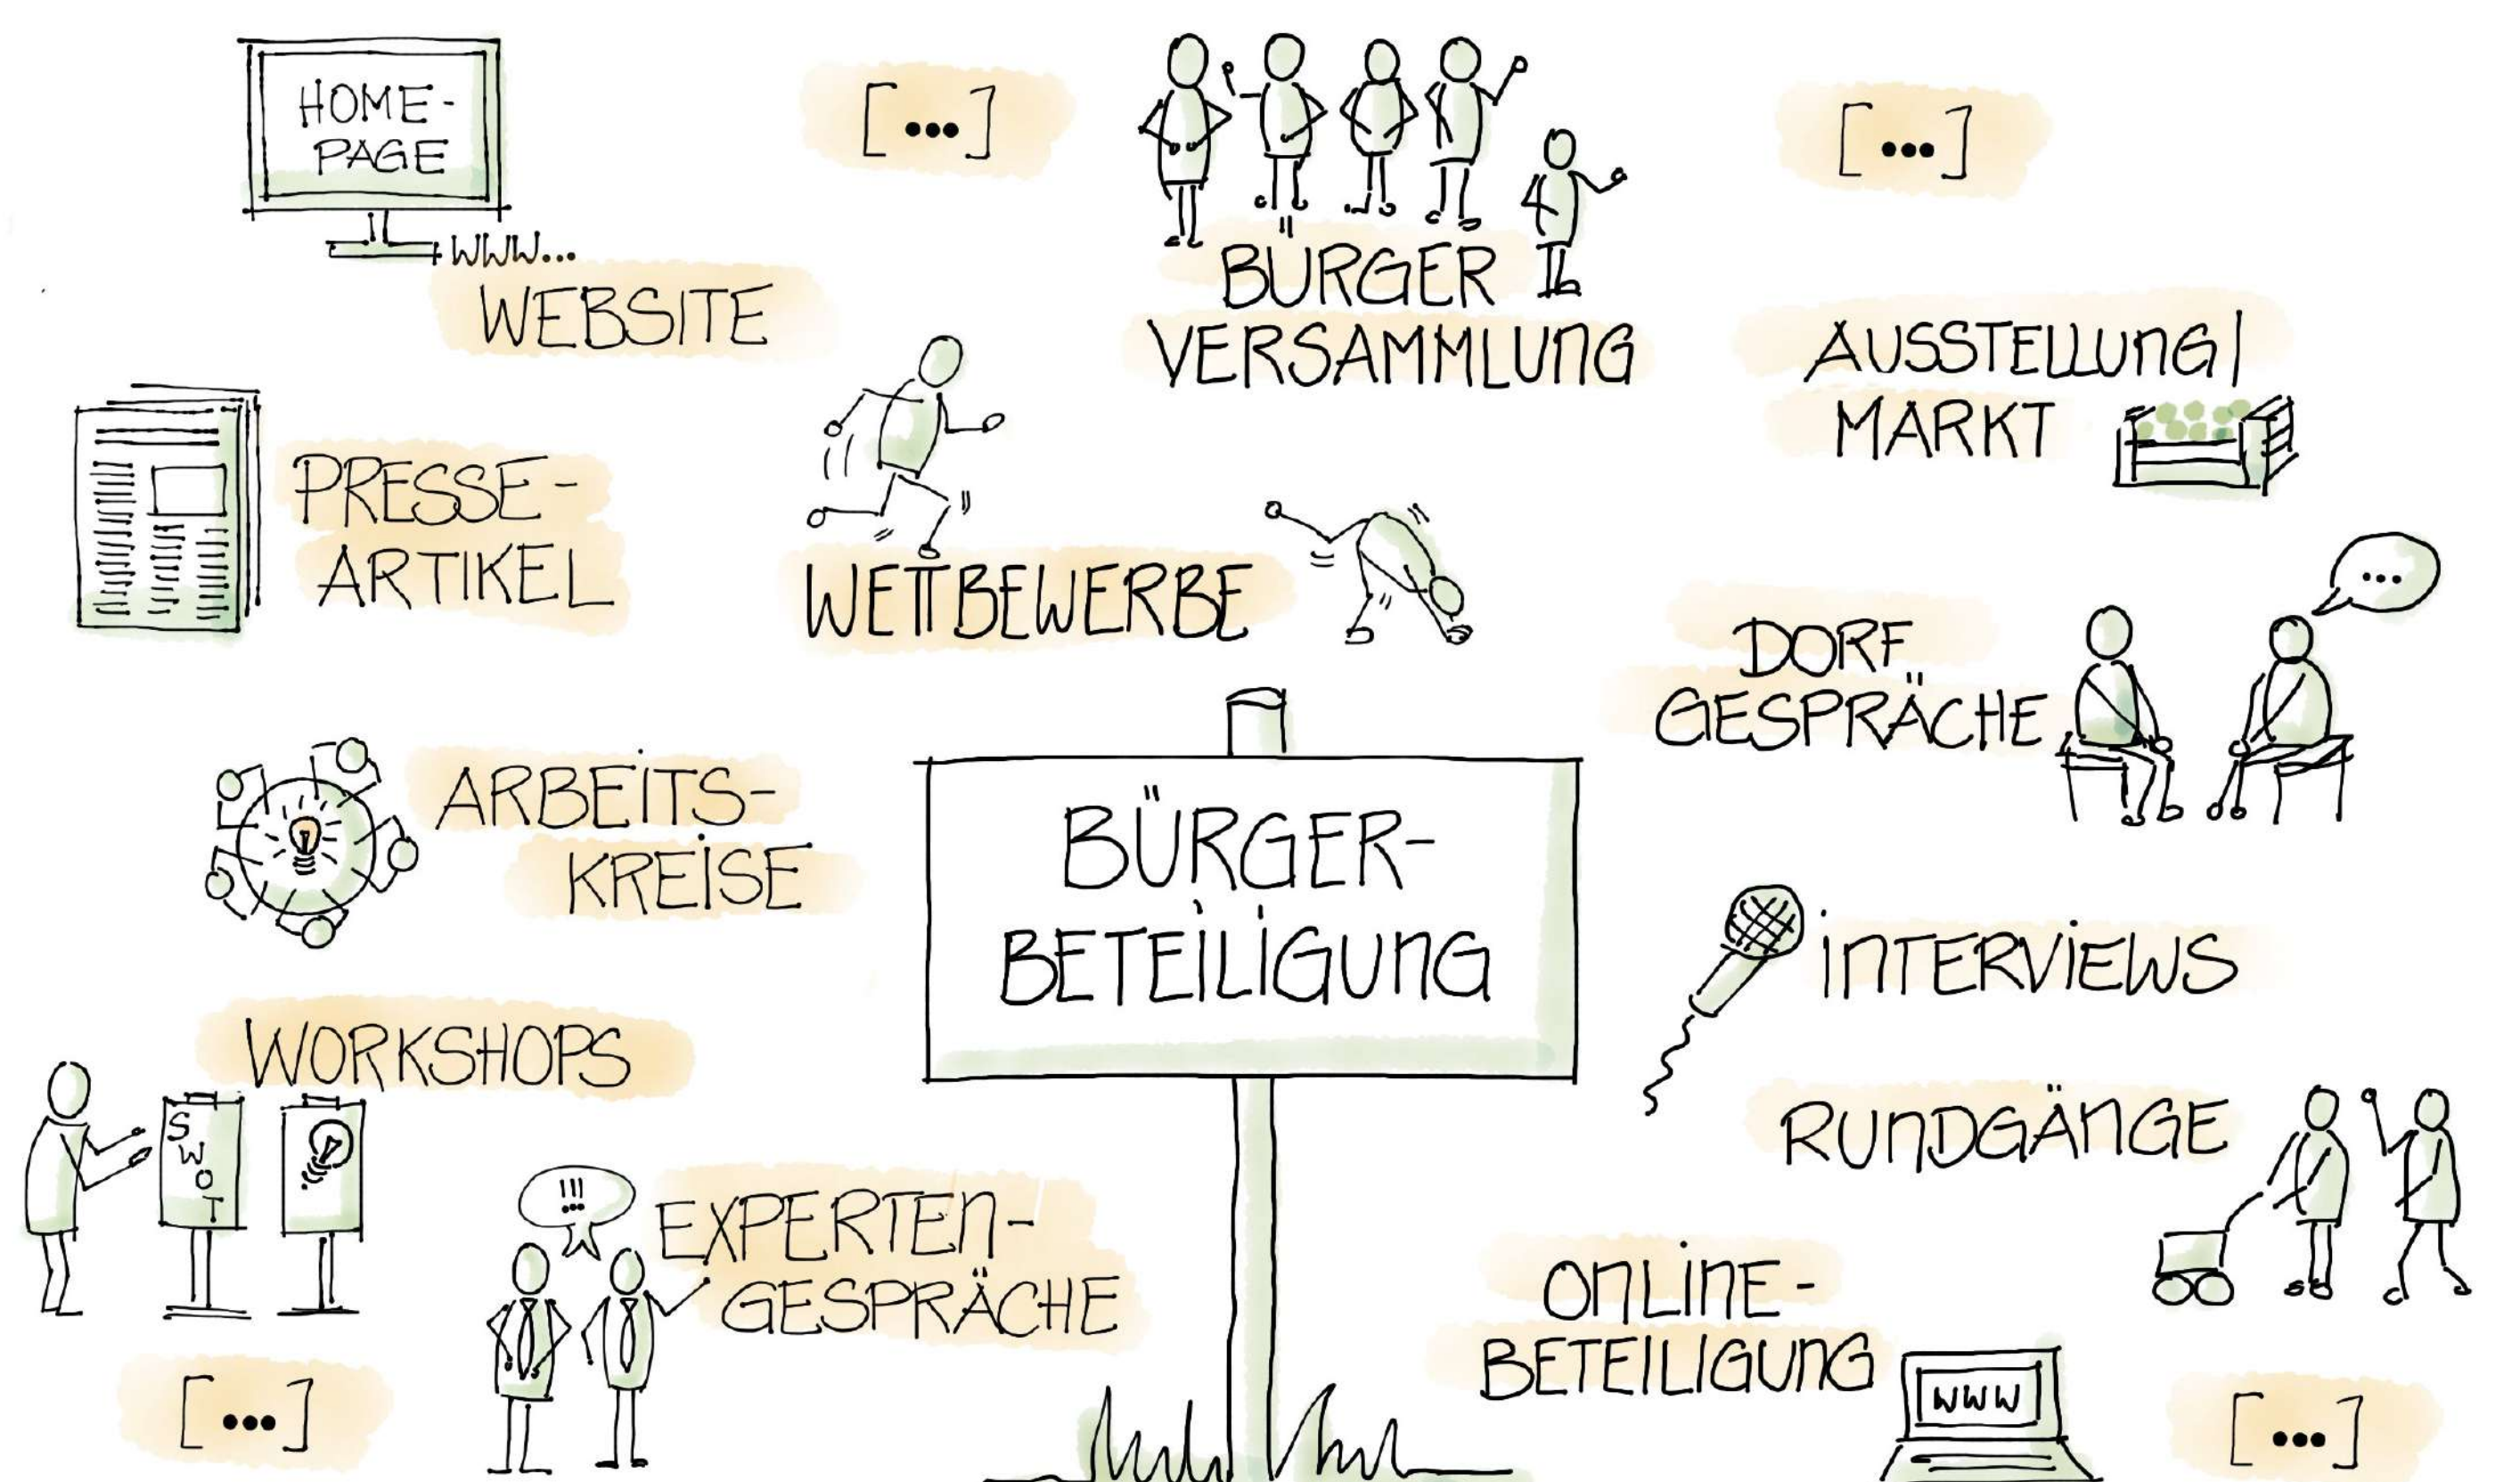 HOME-
PAGE
WWW...
WEBSITE
[...]
BÜRGER
VERSAMMLUNG
[...]
AUSSTELLUNG|
MARKT
PRESSE-
ARTIKEL
WETTBEWERBE
...
DORF
GESPRÄCHE
ARBEITS-
KREISE
BÜRGER-
BETEILIGUNG
INTERVIEWS
WORKSHOPS
S
W
O
T
RUNDGÄNGE
!!!
EXPERTEN-
GESPRÄCHE
ONLINE-
BETEILIGUNG
WWW
[...]
[...]